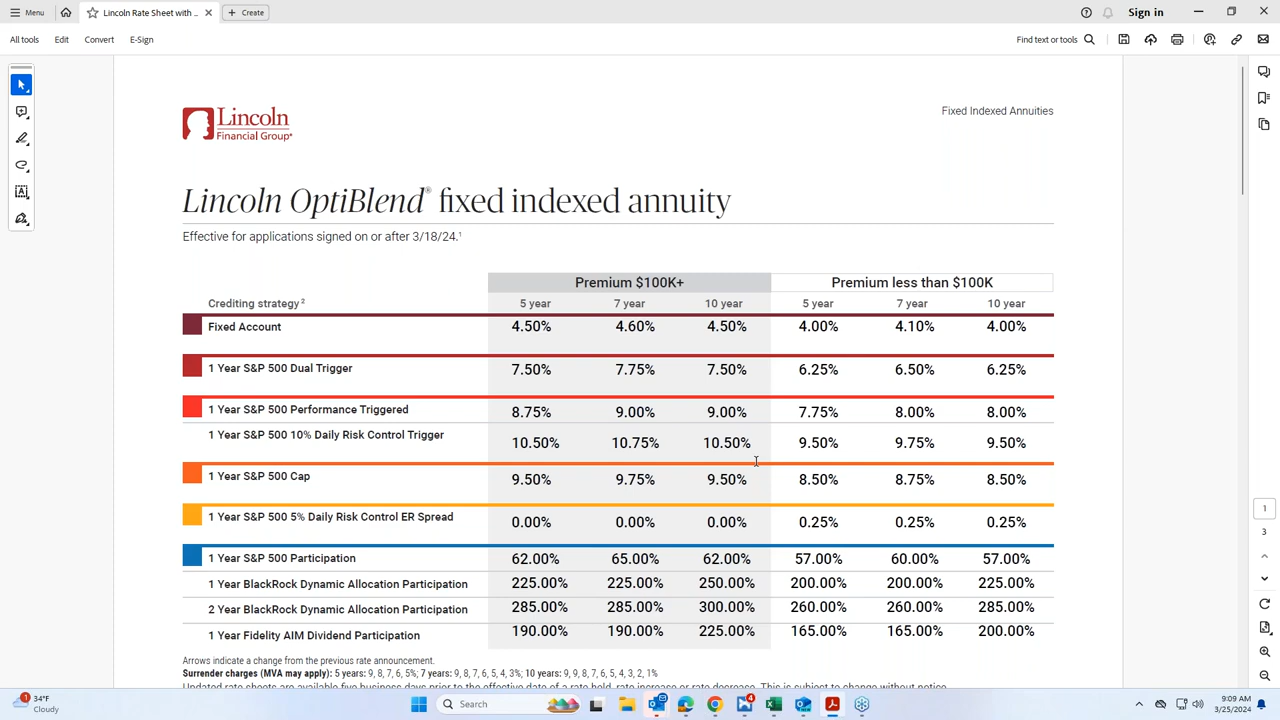 Menu
Lincoln Rate Sheet with ...
Create
Sign in
All tools
Edit
Convert
E-Sign
Find text or tools
Lincoln
Financial Group®
Fixed Indexed Annuities
Lincoln OptiBlend® fixed indexed annuity
Effective for applications signed on or after 3/18/24.¹
Premium $100K+ Premium less than $100K
Crediting strategy ² 5 year 7 year 10 year 5 year 7 year 10 year
Fixed Account 4.50% 4.60% 4.50% 4.00% 4.10% 4.00%
1 Year S&P 500 Dual Trigger 7.50% 7.75% 7.50% 6.25% 6.50% 6.25%
1 Year S&P 500 Performance Triggered 8.75% 9.00% 9.00% 7.75% 8.00% 8.00%
1 Year S&P 500 10% Daily Risk Control Trigger 10.50% 10.75% 10.50% 9.50% 9.75% 9.50%
1 Year S&P 500 Cap 9.50% 9.75% 9.50% 8.50% 8.75% 8.50%
1 Year S&P 500 5% Daily Risk Control ER Spread 0.00% 0.00% 0.00% 0.25% 0.25% 0.25%
1 Year S&P 500 Participation 62.00% 65.00% 62.00% 57.00% 60.00% 57.00%
1 Year BlackRock Dynamic Allocation Participation 225.00% 225.00% 250.00% 200.00% 200.00% 225.00%
2 Year BlackRock Dynamic Allocation Participation 285.00% 285.00% 300.00% 260.00% 260.00% 285.00%
1 Year Fidelity AIM Dividend Participation 190.00% 190.00% 225.00% 165.00% 165.00% 200.00%
Arrows indicate a change from the previous rate announcement.
Surrender charges (MVA may apply): 5 years: 9, 8, 7, 6, 5%; 7 years: 9, 8, 7, 6, 5, 4, 3%; 10 years: 9, 9, 8, 7, 6, 5, 4, 3, 2, 1%
1
3
1
34°F
Cloudy
Search
4
9:09 AM
3/25/2024